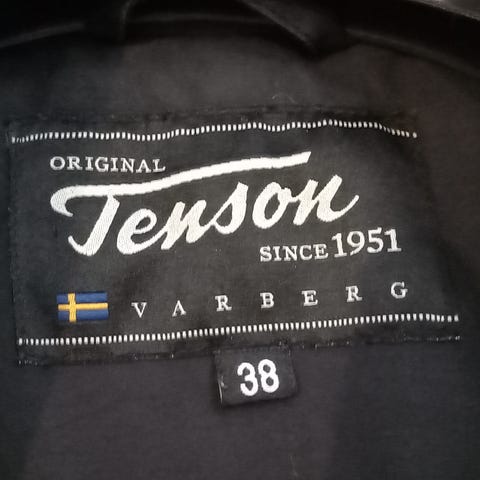 ORIGINAL
Tenson
SINCE 1951
VARBERG
38